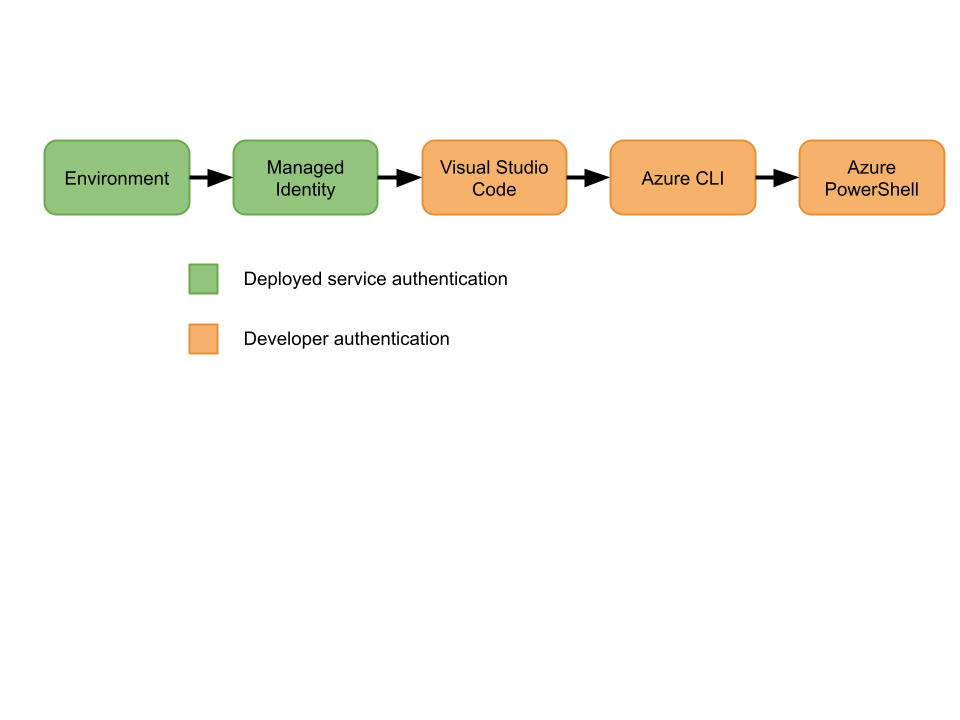 Environment
Managed
Identity
Visual Studio
Code
Azure CLI
Azure
PowerShell
Deployed service authentication
Developer authentication